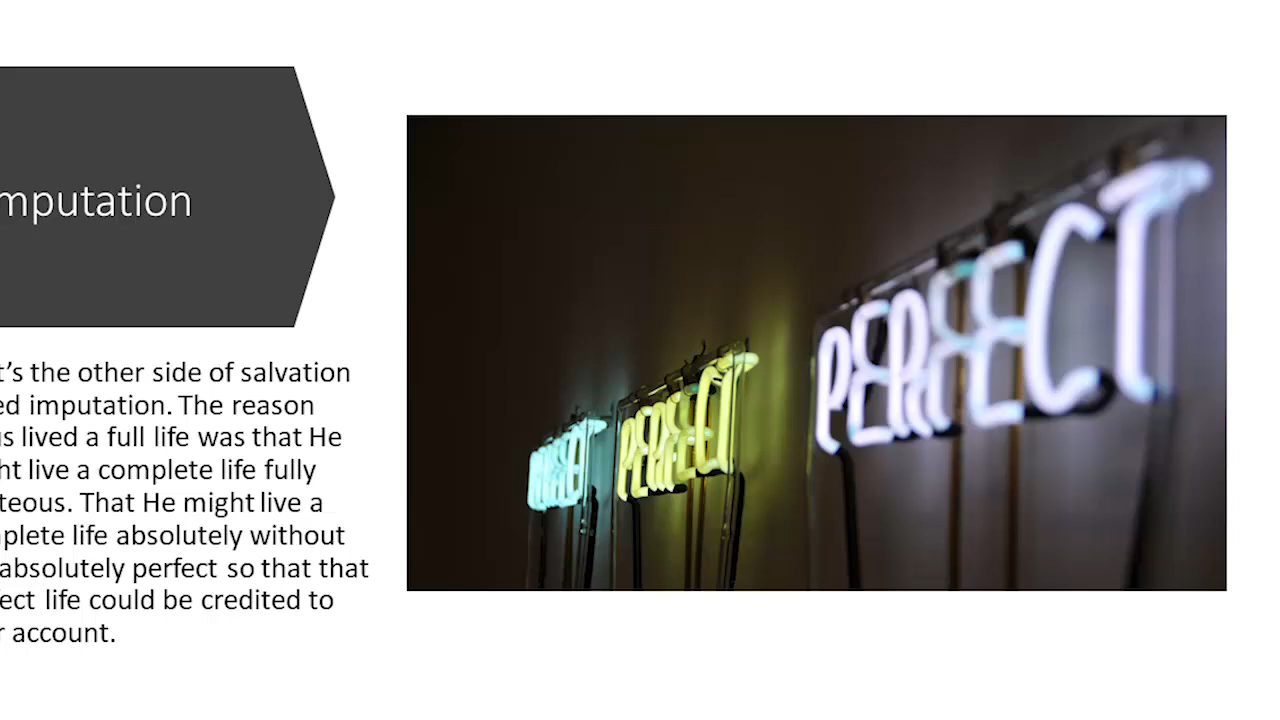 mputation
t's the other side of salvation
ed imputation. The reason
us lived a full life was that He
ht live a complete life fully
teous. That He might live a
plete life absolutely without
absolutely perfect so that that
ect life could be credited to
r account.
PERFECT
PERFECT
PERFECT